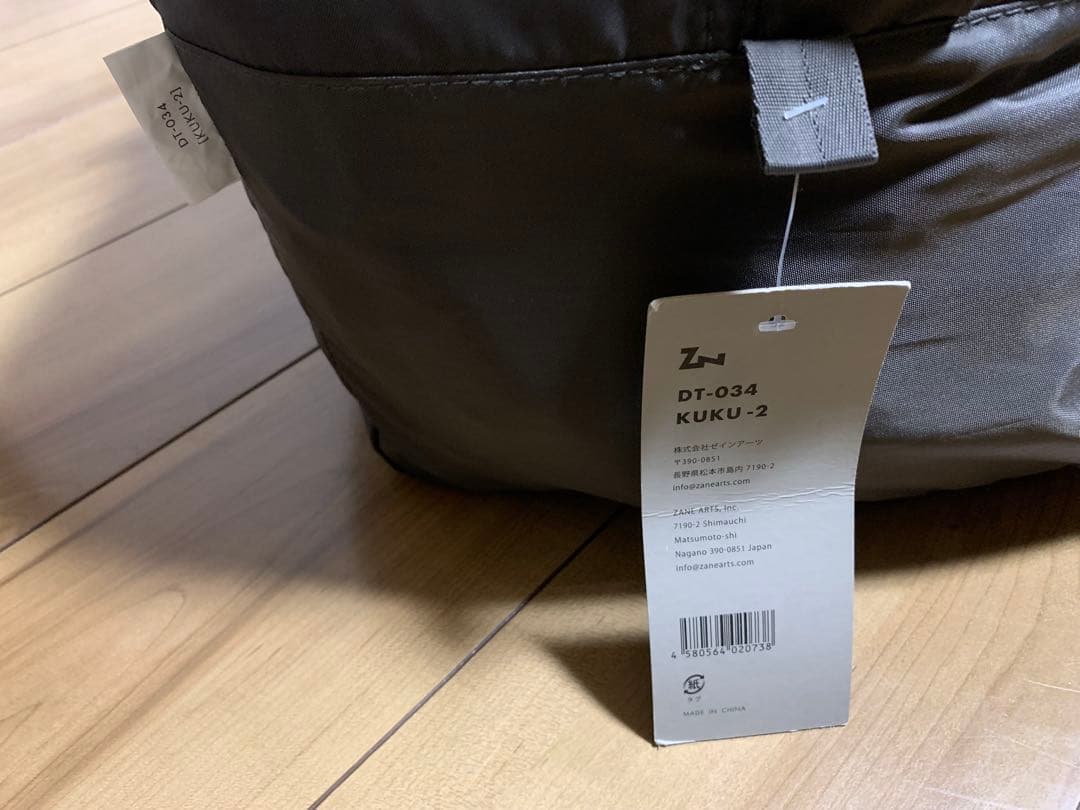 DT-034
[KUKU-2]
ZN
DT-034
KUKU-2
株式会社ゼインアーツ
〒390-0851
長野県松本市島内 7190-2
info@zanearts.com
ZANE ARTS, Inc.
7190-2 Shimauchi
Matsumoto-shi
Nagano 390-0851 Japan
info@zanearts.com
4 580564 020738
紙
タグ
MADE IN CHINA